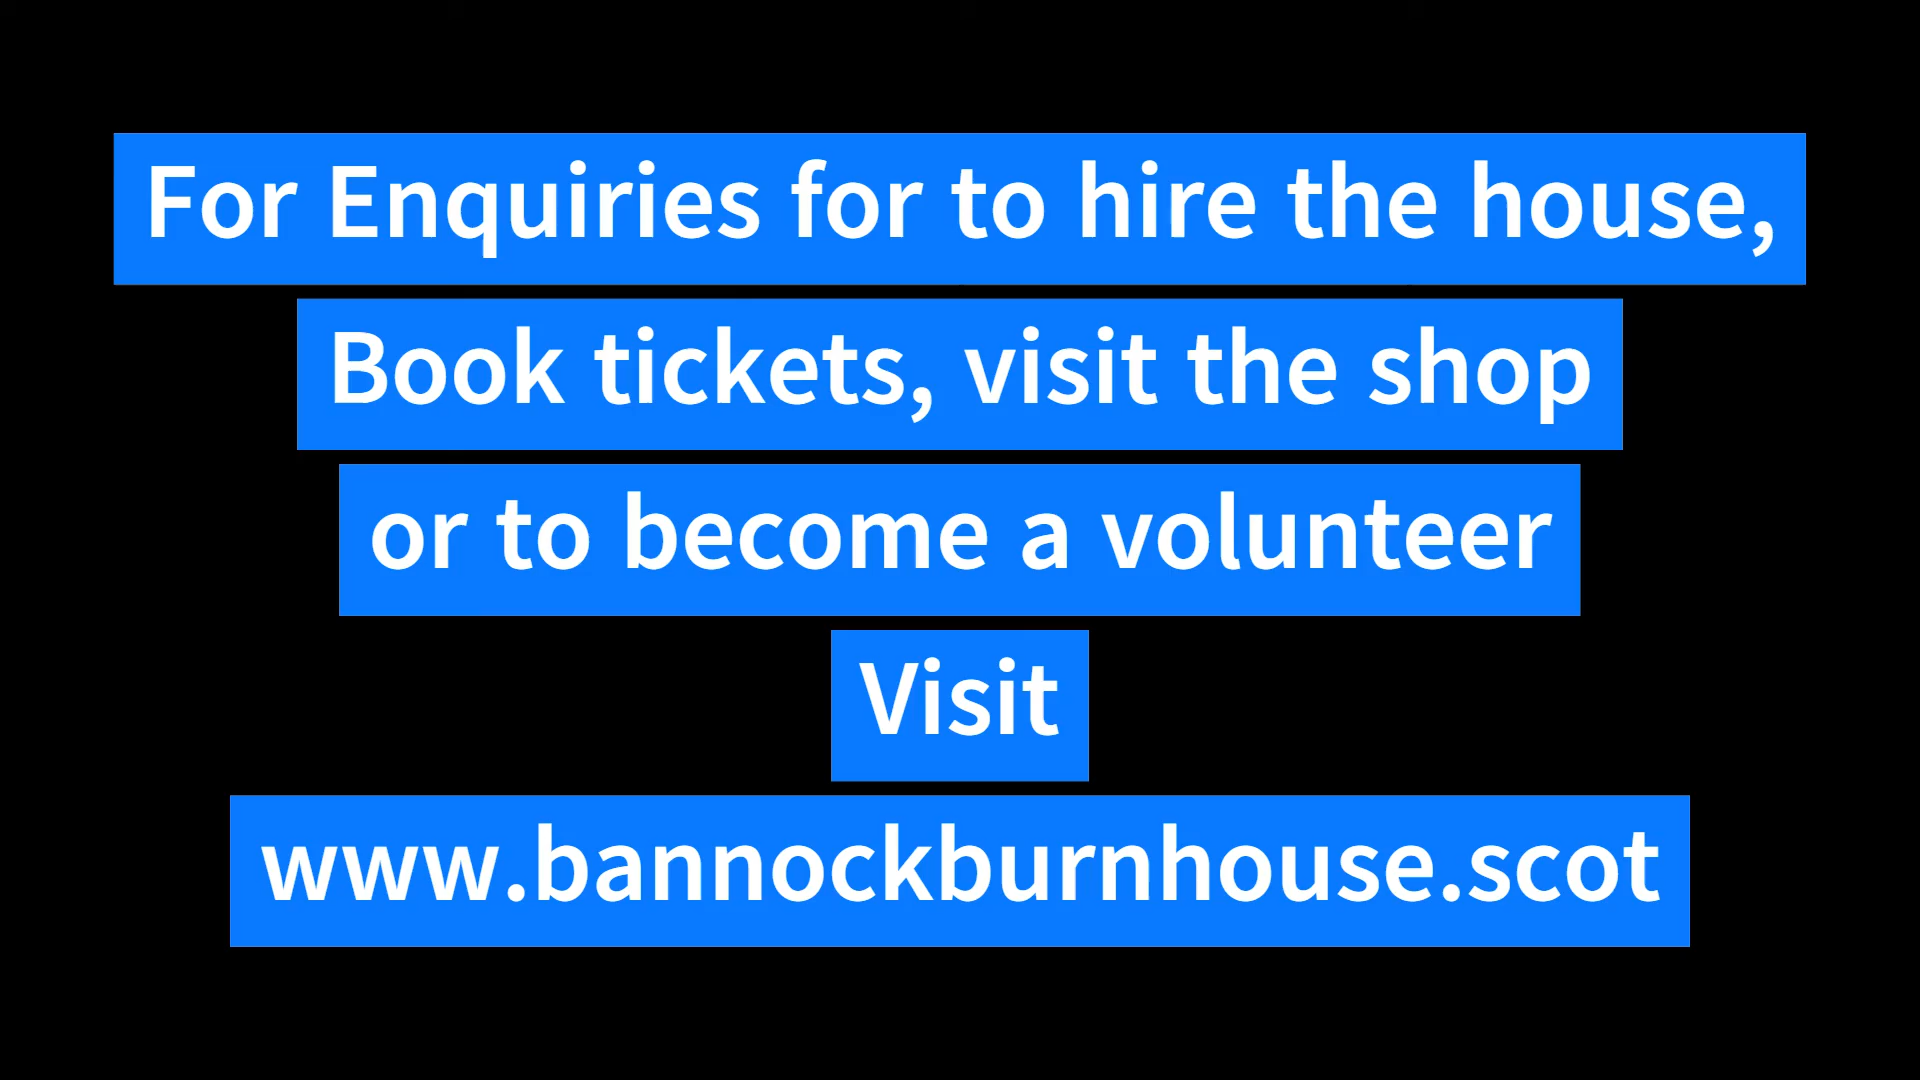 For Enquiries for to hire the house,
Book tickets, visit the shop
or to become a volunteer
Visit
www.bannockburnhouse.scot